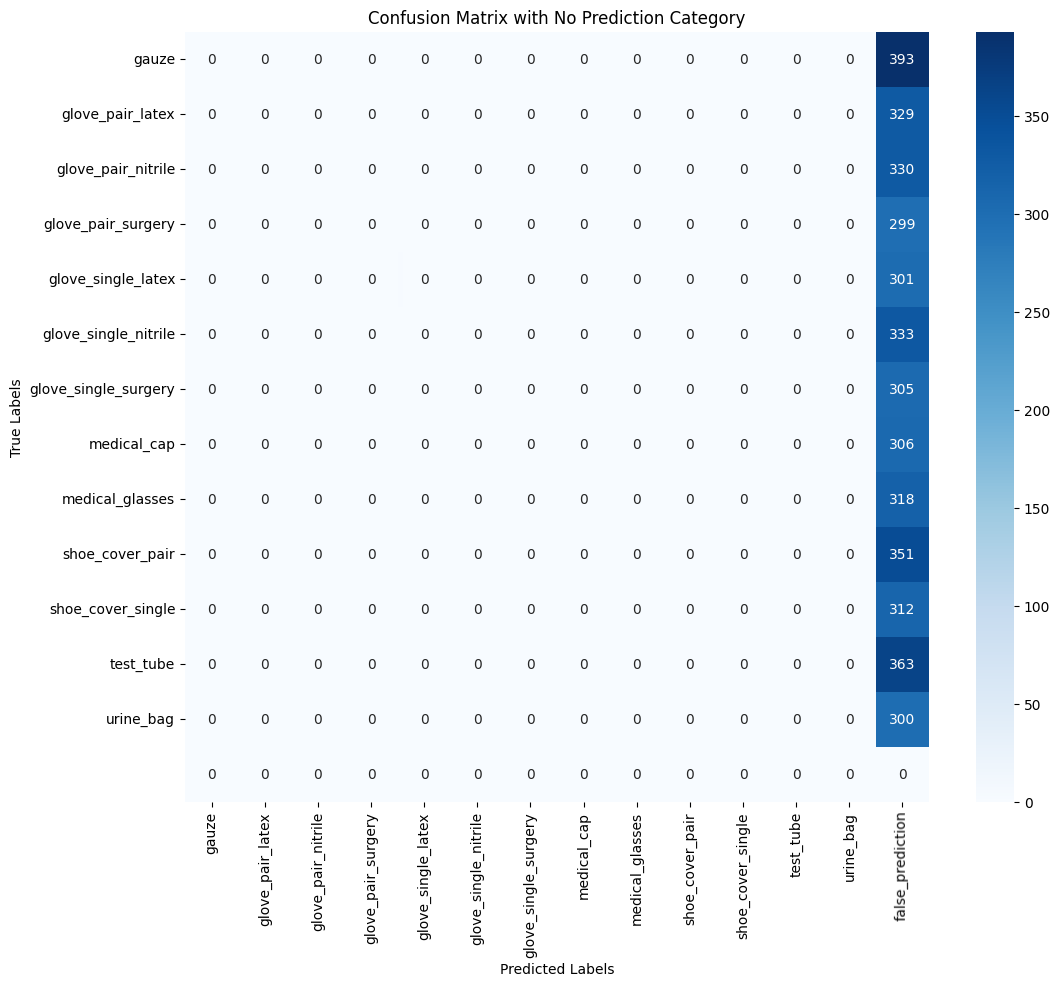 Confusion Matrix with No Prediction Category
gauze 0 0 0 0 0 0 0 0 0 0 0 0 0 393
glove_pair_latex 0 0 0 0 0 0 0 0 0 0 0 0 0 329
glove_pair_nitrile 0 0 0 0 0 0 0 0 0 0 0 0 0 330
glove_pair_surgery 0 0 0 0 0 0 0 0 0 0 0 0 0 299
glove_single_latex 0 0 0 0 0 0 0 0 0 0 0 0 0 301
glove_single_nitrile 0 0 0 0 0 0 0 0 0 0 0 0 0 333
glove_single_surgery 0 0 0 0 0 0 0 0 0 0 0 0 0 305
medical_cap 0 0 0 0 0 0 0 0 0 0 0 0 0 306
medical_glasses 0 0 0 0 0 0 0 0 0 0 0 0 0 318
shoe_cover_pair 0 0 0 0 0 0 0 0 0 0 0 0 0 351
shoe_cover_single 0 0 0 0 0 0 0 0 0 0 0 0 0 312
test_tube 0 0 0 0 0 0 0 0 0 0 0 0 0 363
urine_bag 0 0 0 0 0 0 0 0 0 0 0 0 0 300
0 0 0 0 0 0 0 0 0 0 0 0 0 0
True Labels
gauze
glove_pair_latex
glove_pair_nitrile
glove_pair_surgery
glove_single_latex
glove_single_nitrile
glove_single_surgery
medical_cap
medical_glasses
shoe_cover_pair
shoe_cover_single
test_tube
urine_bag
false_prediction
Predicted Labels
350
300
250
200
150
100
50
0